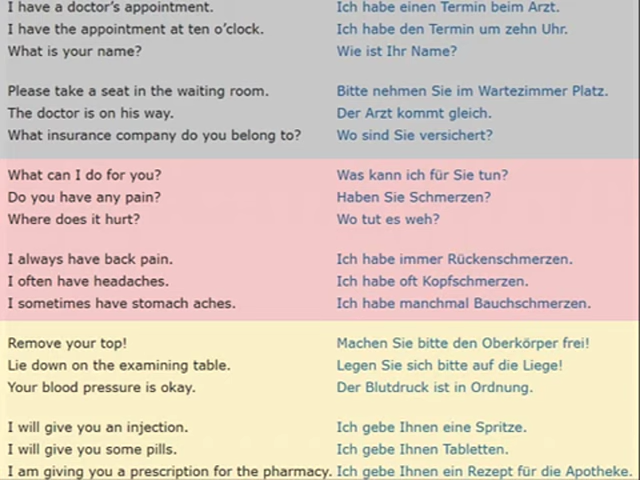 I have a doctor's appointment. Ich habe einen Termin beim Arzt.
I have the appointment at ten o'clock. Ich habe den Termin um zehn Uhr.
What is your name? Wie ist Ihr Name?
Please take a seat in the waiting room. Bitte nehmen Sie im Wartezimmer Platz.
The doctor is on his way. Der Arzt kommt gleich.
What insurance company do you belong to? Wo sind Sie versichert?
What can I do for you? Was kann ich für Sie tun?
Do you have any pain? Haben Sie Schmerzen?
Where does it hurt? Wo tut es weh?
I always have back pain. Ich habe immer Rückenschmerzen.
I often have headaches. Ich habe oft Kopfschmerzen.
I sometimes have stomach aches. Ich habe manchmal Bauchschmerzen.
Remove your top! Machen Sie bitte den Oberkörper frei!
Lie down on the examining table. Legen Sie sich bitte auf die Liege!
Your blood pressure is okay. Der Blutdruck ist in Ordnung.
I will give you an injection. Ich gebe Ihnen eine Spritze.
I will give you some pills. Ich gebe Ihnen Tabletten.
I am giving you a prescription for the pharmacy. Ich gebe Ihnen ein Rezept für die Apotheke.